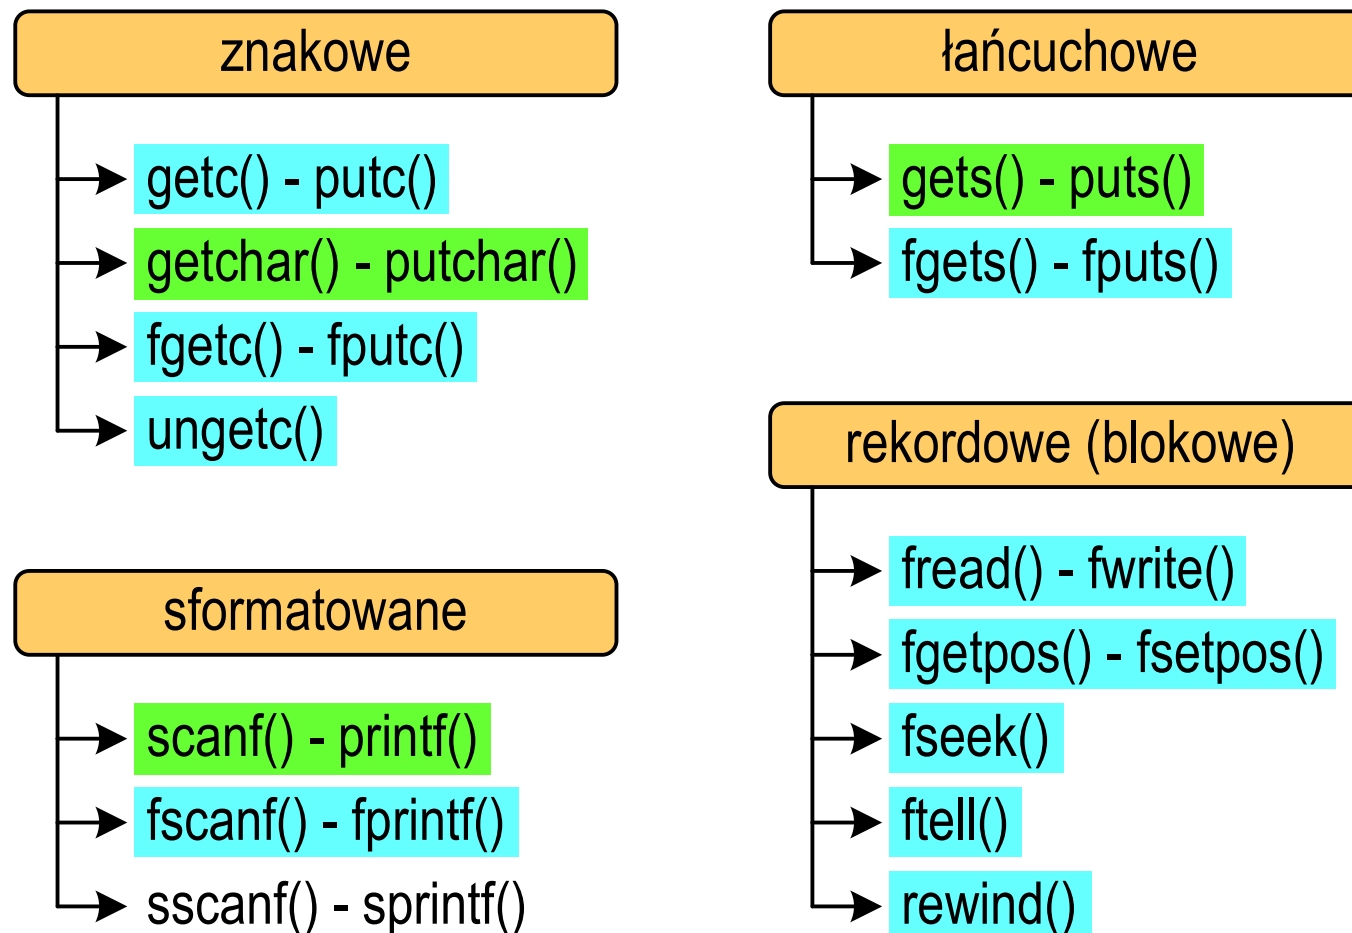 znakowe
getc() - putc()
getchar() - putchar()
fgetc() - fputc()
ungetc()
sformatowane
scanf() - printf()
fscanf() - fprintf()
sscanf() - sprintf()
łańcuchowe
gets() - puts()
fgets() - fputs()
rekordowe (blokowe)
fread() - fwrite()
fgetpos() - fsetpos()
fseek()
ftell()
rewind()